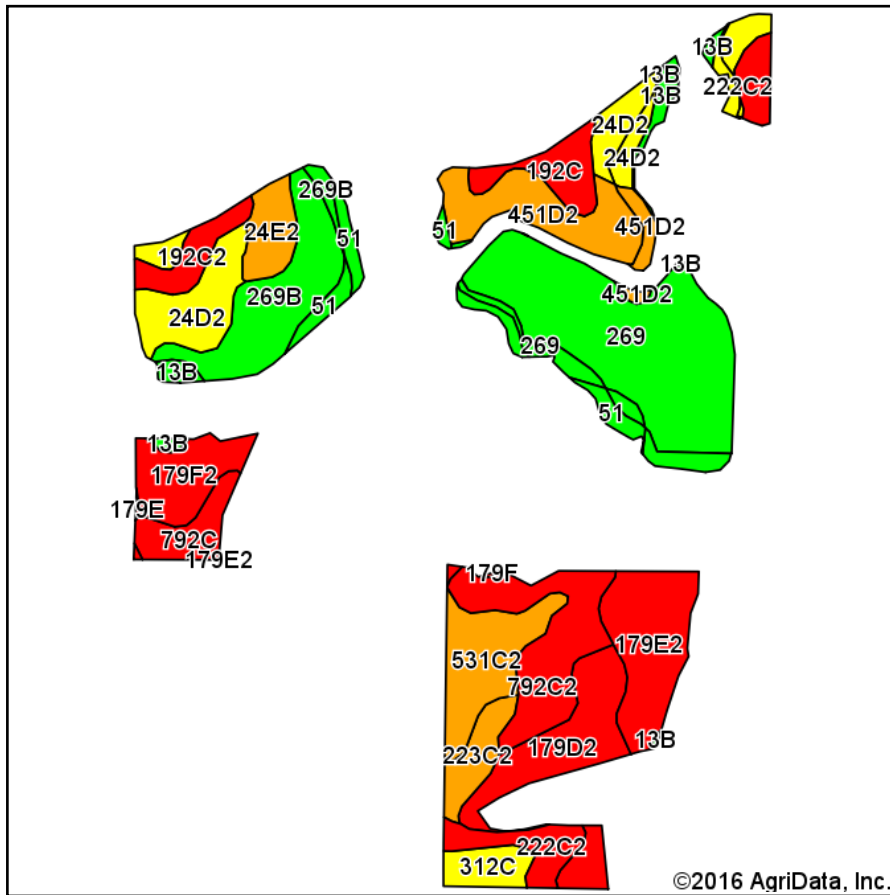 13B
222C2
13B
13B
24D2
24D2
192C
451D2
451D2
51
269B
51
24E2
192C2
269B
51
24D2
13B
13B
451D2
269
269
51
13B
179F2
179E
792C
179E2
179F
179E2
531C2
792C2
13B
179D2
223C2
222C2
312C
©2016 AgriData, Inc.